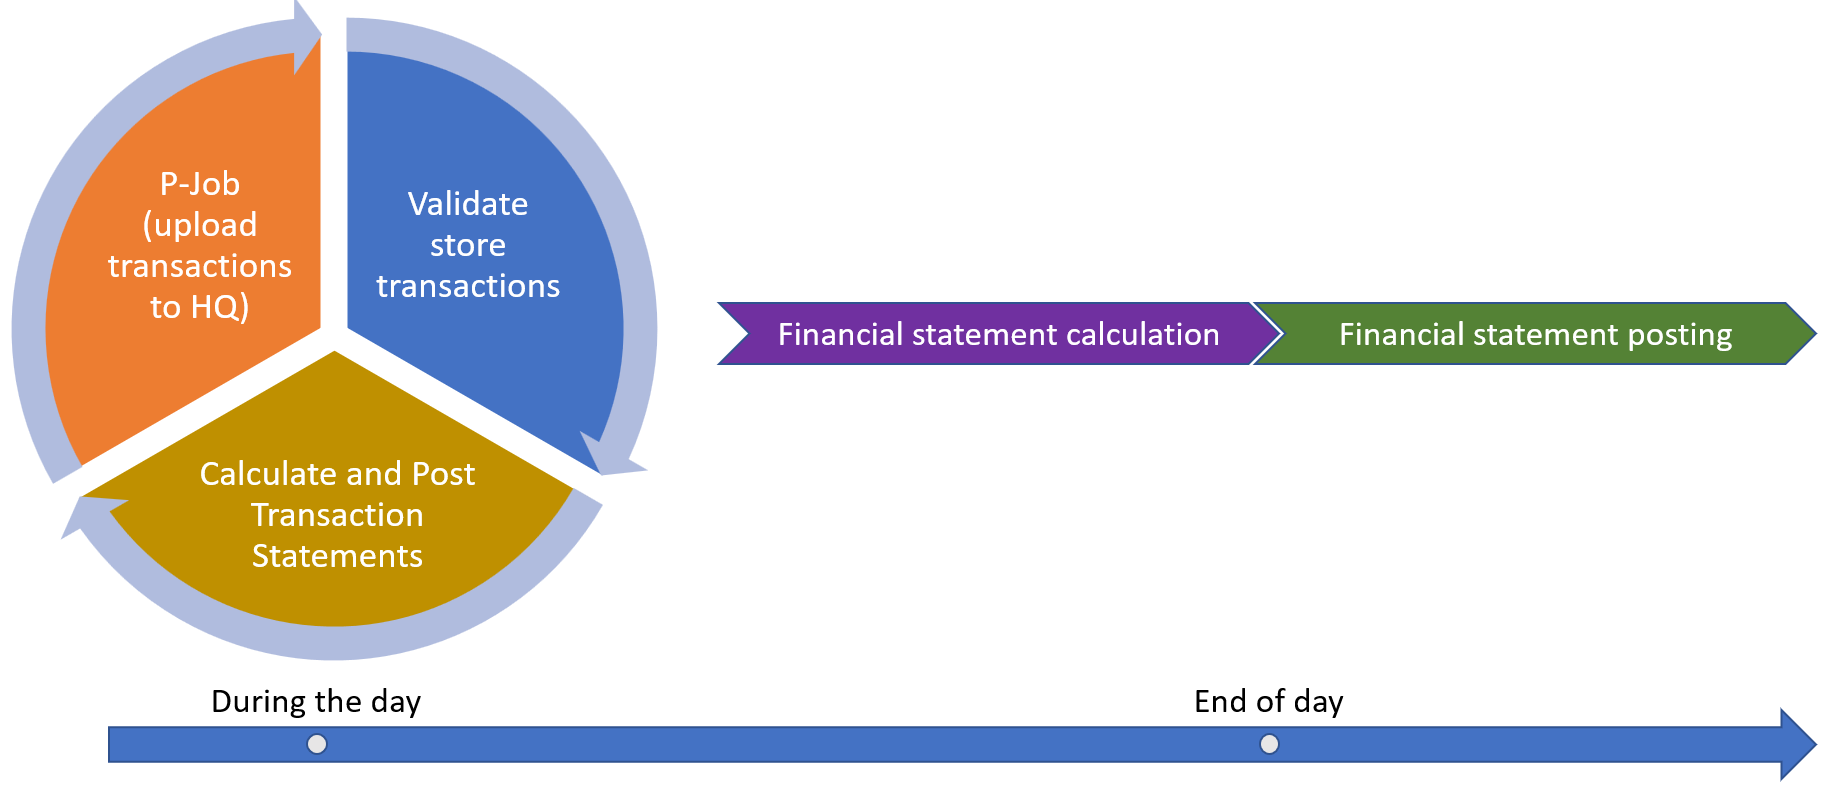 P-Job
(upload
transactions
to HQ)
Validate
store
transactions
Calculate and Post
Transaction
Statements
Financial statement calculation
Financial statement posting
During the day
End of day